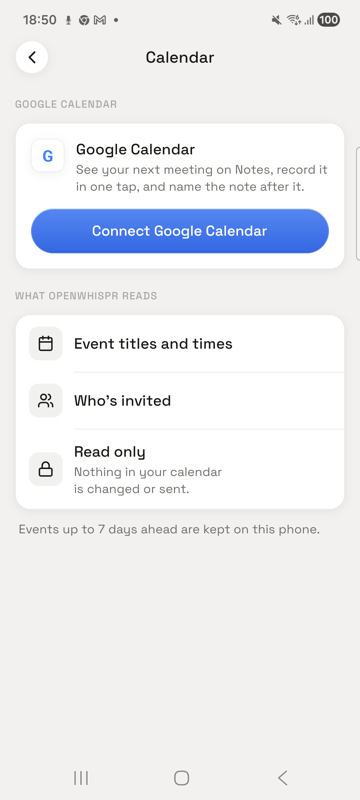 18:50
100
Calendar
GOOGLE CALENDAR
G
Google Calendar
See your next meeting on Notes, record it
in one tap, and name the note after it.
Connect Google Calendar
WHAT OPENWHISPR READS
Event titles and times
Who's invited
Read only
Nothing in your calendar
is changed or sent.
Events up to 7 days ahead are kept on this phone.